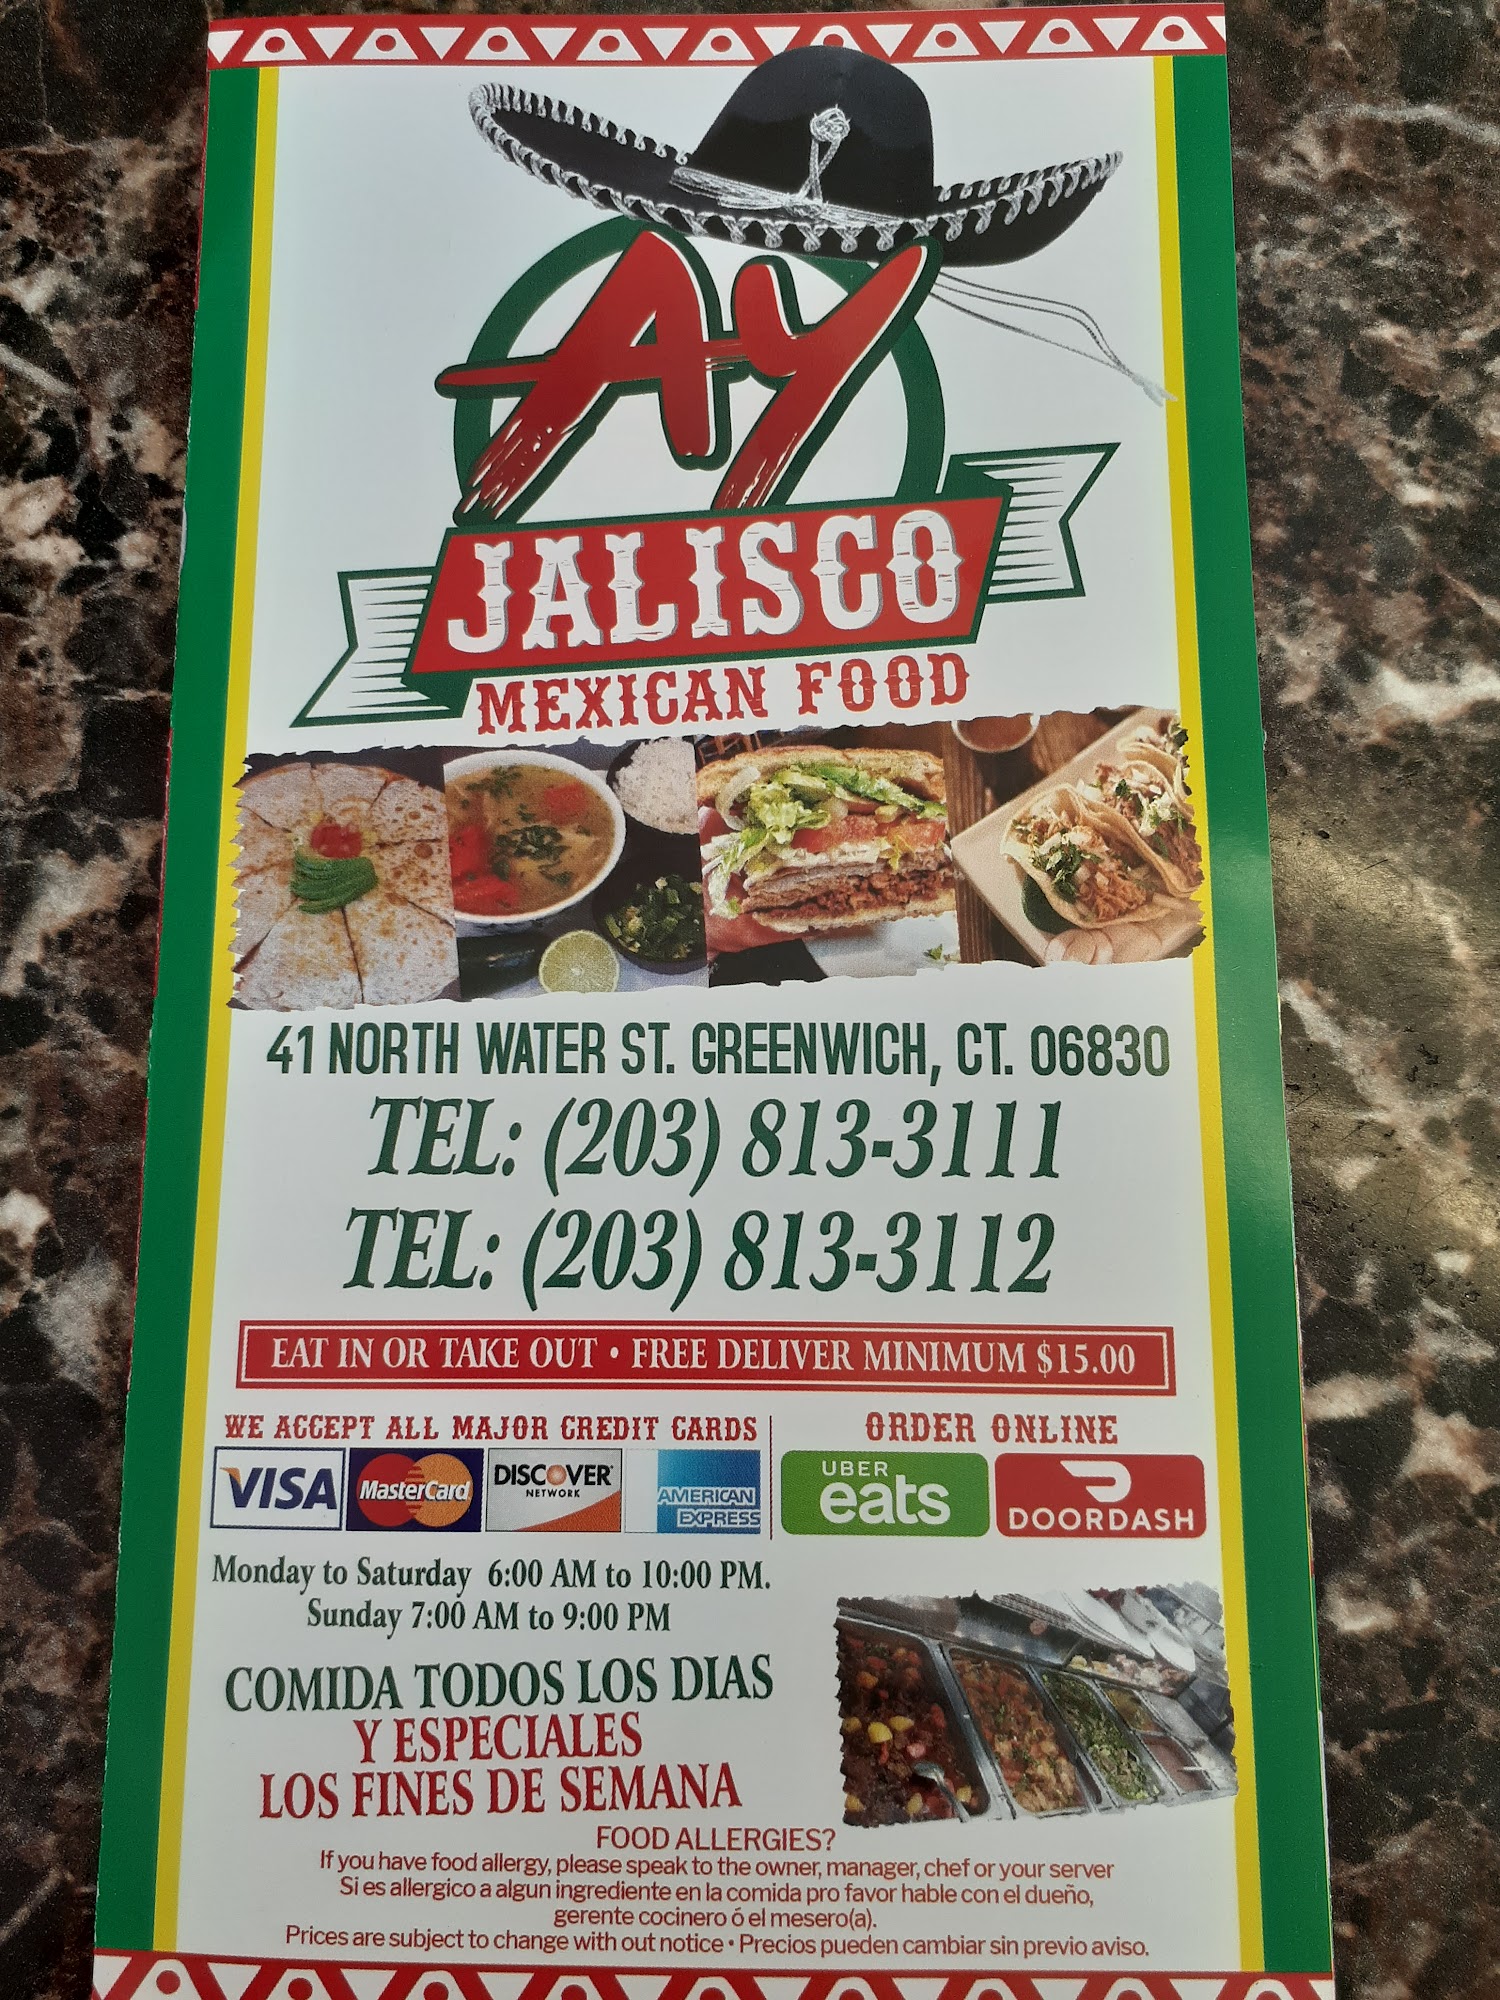 AY
JALISCO
MEXICAN FOOD
41 NORTH WATER ST. GREENWICH, CT. 06830
TEL: (203) 813-3111
TEL: (203) 813-3112
EAT IN OR TAKE OUT • FREE DELIVER MINIMUM $15.00
WE ACCEPT ALL MAJOR CREDIT CARDS
VISA
MasterCard
DISCOVER
NETWORK
AMERICAN
EXPRESS
ORDER ONLINE
UBER
eats
DOORDASH
Monday to Saturday 6:00 AM to 10:00 PM.
Sunday 7:00 AM to 9:00 PM
COMIDA TODOS LOS DIAS
Y ESPECIALES
LOS FINES DE SEMANA
FOOD ALLERGIES?
If you have food allergy, please speak to the owner, manager, chef or your server
Si es allergico a algun ingrediente en la comida pro favor hable con el dueño,
gerente cocinero ó el mesero(a).
Prices are subject to change with out notice • Precios pueden cambiar sin previo aviso.